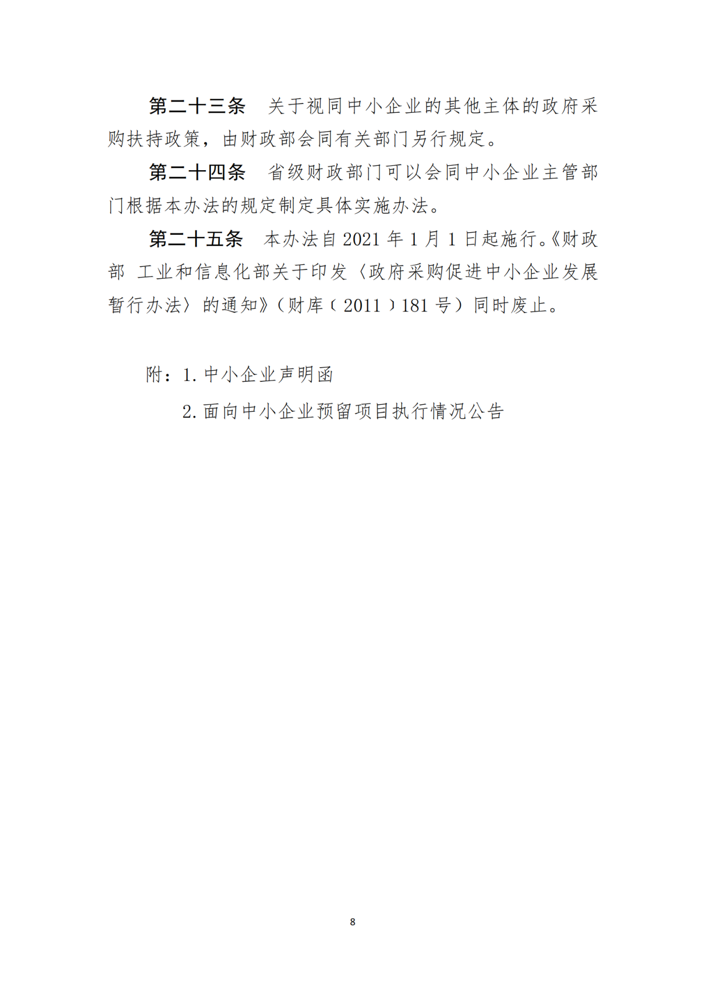 第二十三条　关于视同中小企业的其他主体的政府采
购扶持政策，由财政部会同有关部门另行规定。
第二十四条　省级财政部门可以会同中小企业主管部
门根据本办法的规定制定具体实施办法。
第二十五条　本办法自 2021 年 1 月 1 日起施行。《财政
部 工业和信息化部关于印发〈政府采购促进中小企业发展
暂行办法〉的通知》（财库﹝2011﹞181 号）同时废止。
附：1. 中小企业声明函
2. 面向中小企业预留项目执行情况公告
8